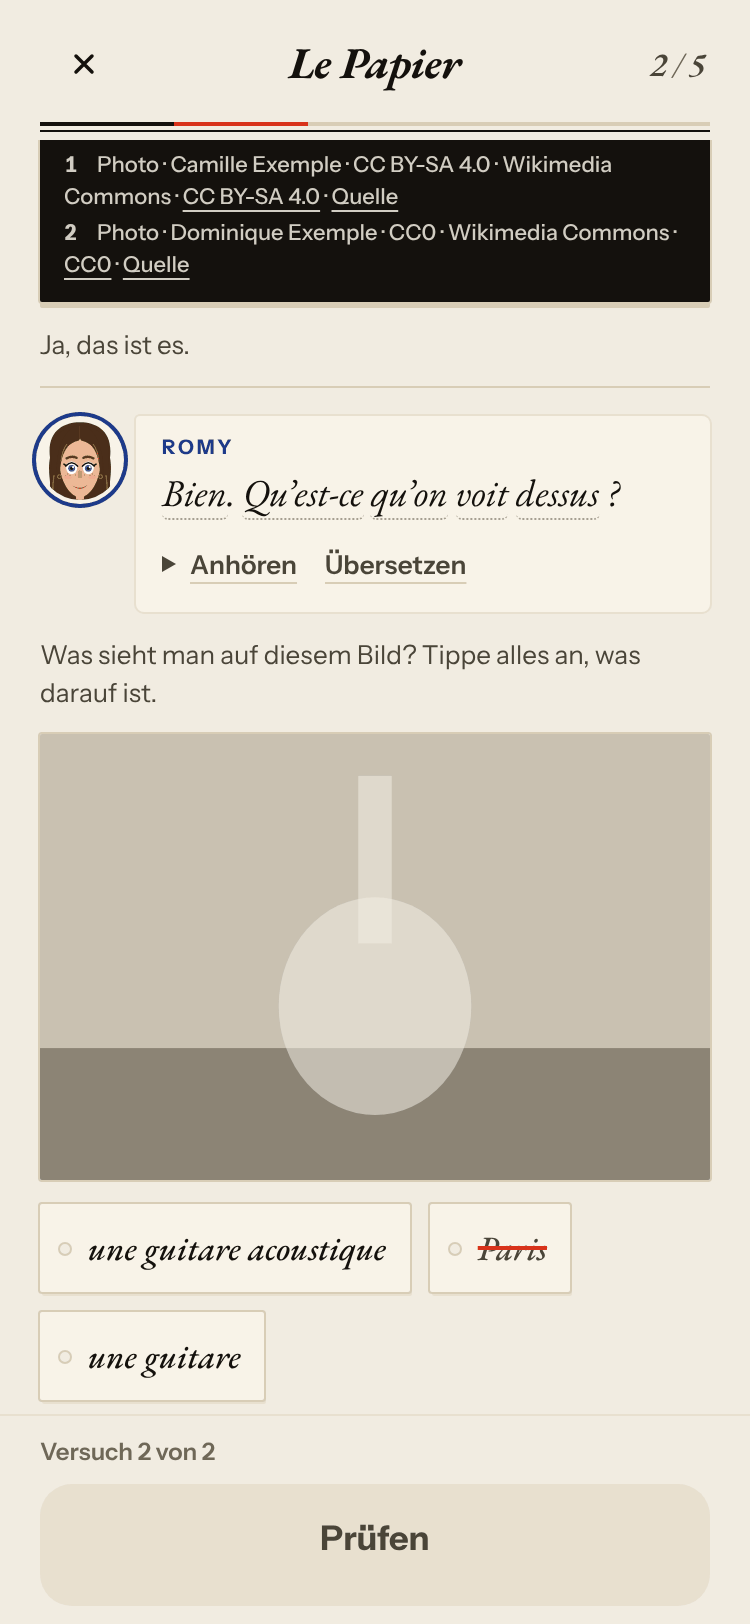 Le Papier
2/5
1 Photo · Camille Exemple · CC BY-SA 4.0 · Wikimedia
Commons · CC BY-SA 4.0 · Quelle
2 Photo · Dominique Exemple · CC0 · Wikimedia Commons ·
CC0 · Quelle
Ja, das ist es.
ROMY
Bien. Qu’est-ce qu’on voit dessus ?
Anhören Übersetzen
Was sieht man auf diesem Bild? Tippe alles an, was
darauf ist.
une guitare acoustique
Paris
une guitare
Versuch 2 von 2
Prüfen